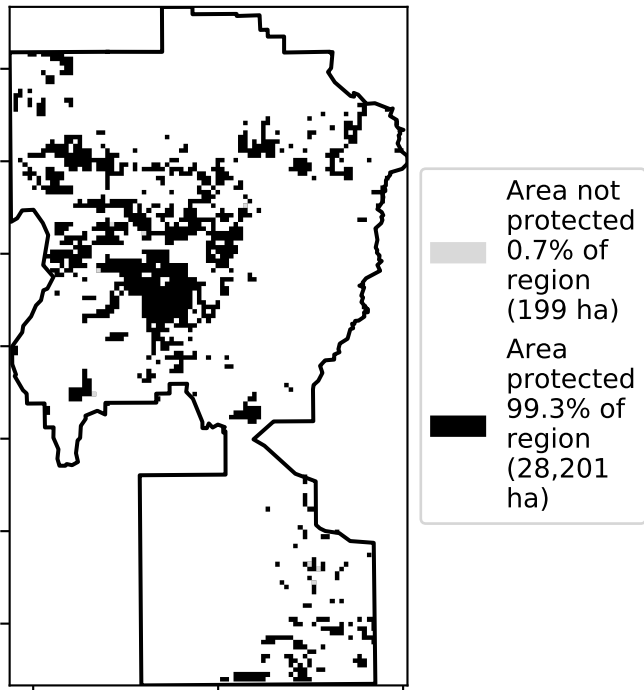 Area not
protected
0.7% of
region
(199 ha)
Area
protected
99.3% of
region
(28,201
ha)